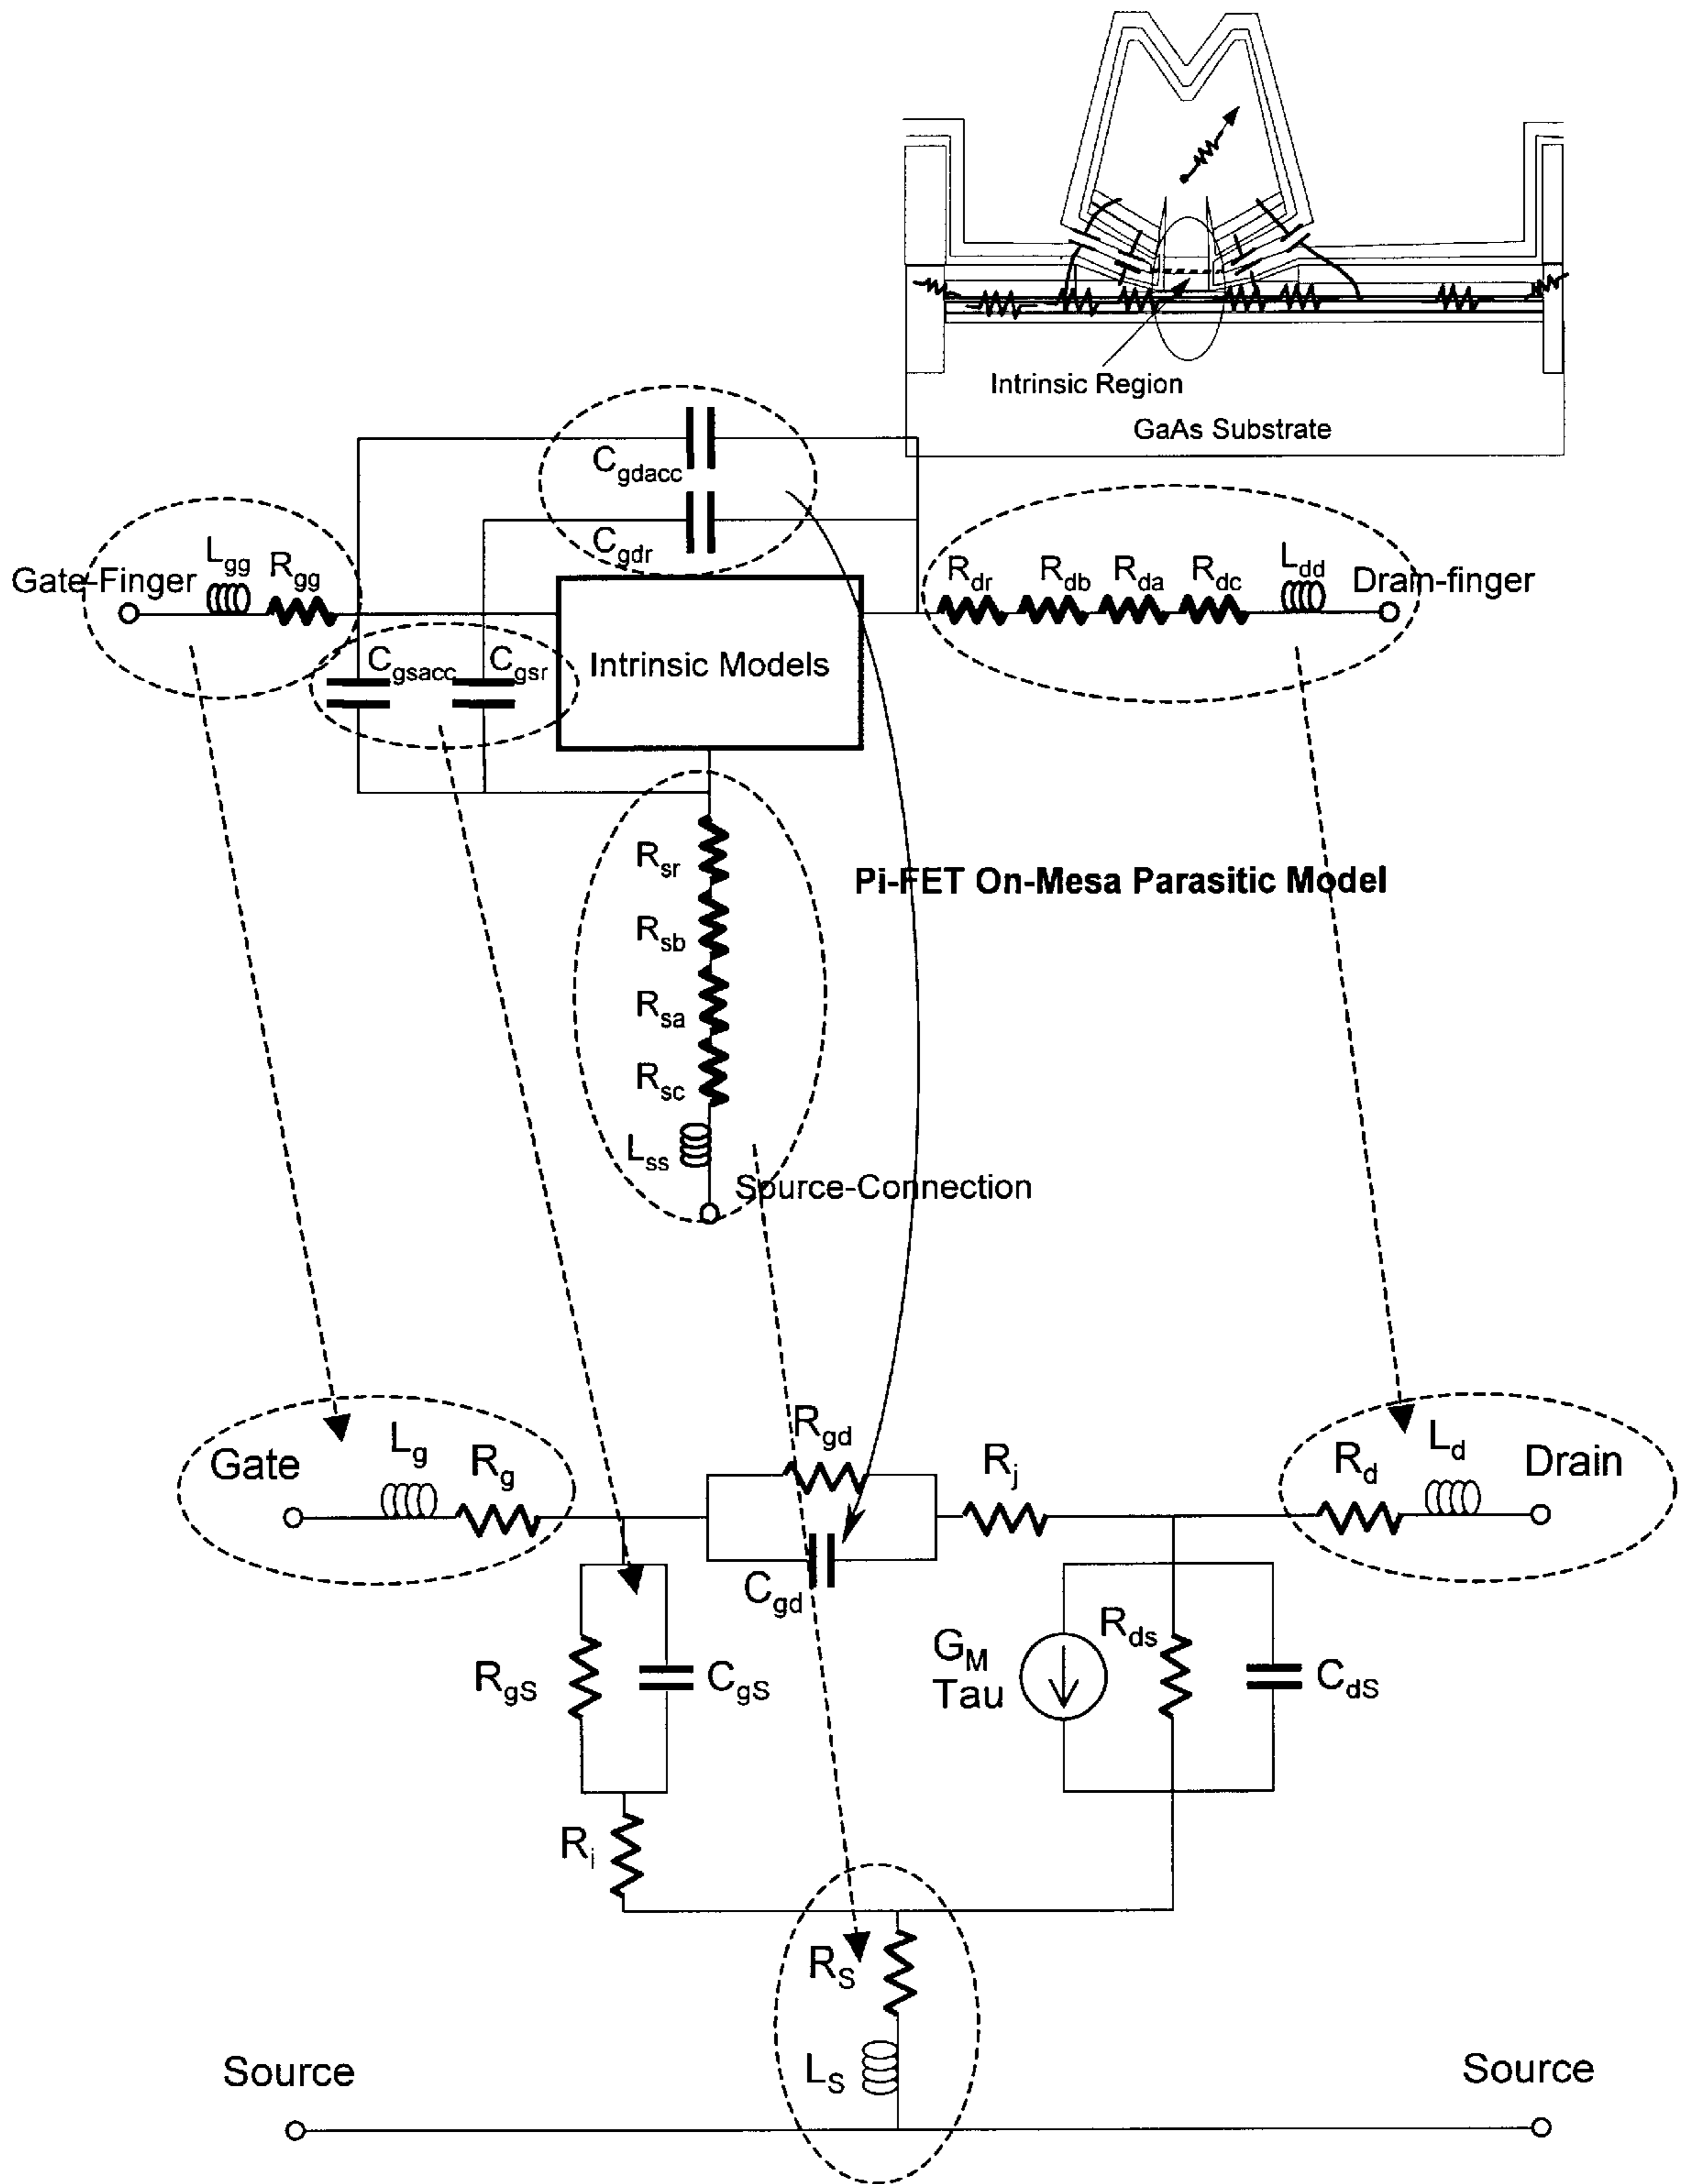 Intrinsic Region
GaAs Substrate
Cgdacc
Cgdr
Gate-Finger
Lgg
Rgg
Rdr
Rdb
Rda
Rdc
Ldd
Drain-finger
Cgsacc
Cgsr
Intrinsic Models
Rsr
Pi-FET On-Mesa Parasitic Model
Rsb
Rsa
Rsc
Lss
Source-Connection
Gate
Lg
Rg
Rgd
Rj
Rd
Ld
Drain
Cgd
RgS
CgS
GM
Tau
Rds
CdS
Ri
RS
LS
Source
Source